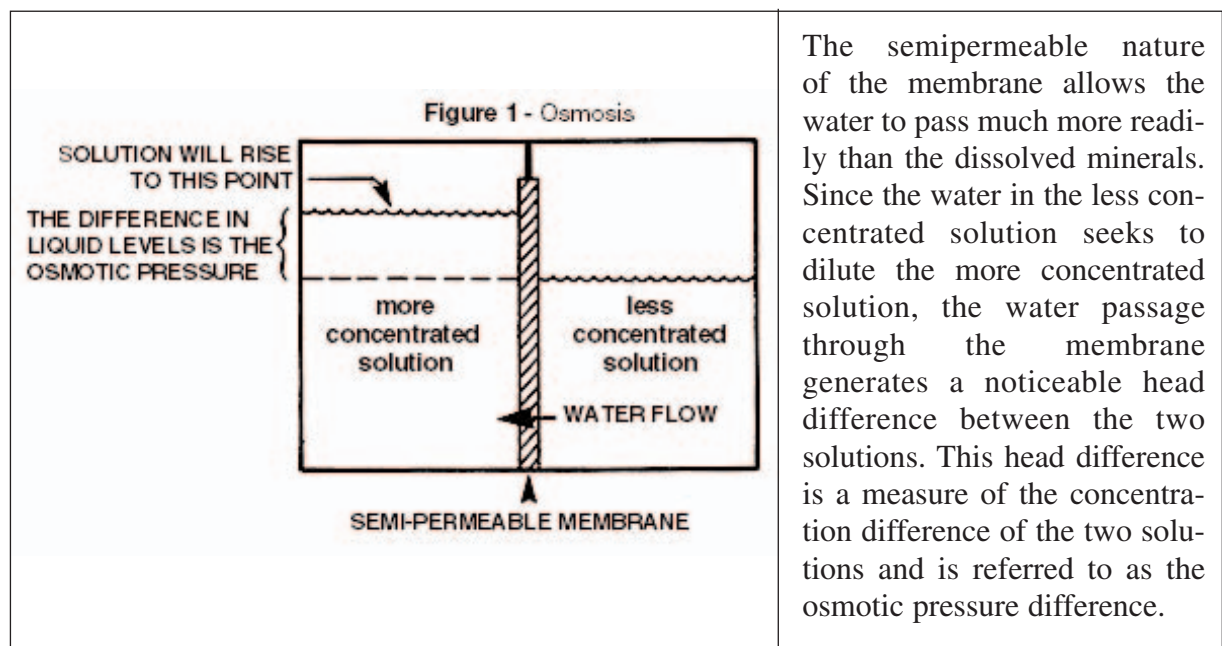 Figure 1 - Osmosis
SOLUTION WILL RISE
TO THIS POINT
THE DIFFERENCE IN
LIQUID LEVELS IS THE
OSMOTIC PRESSURE
more
concentrated
solution
less
concentrated
solution
WATER FLOW
SEMI-PERMEABLE MEMBRANE
The semipermeable nature
of the membrane allows the
water to pass much more readi-
ly than the dissolved minerals.
Since the water in the less con-
centrated solution seeks to
dilute the more concentrated
solution, the water passage
through the membrane
generates a noticeable head
difference between the two
solutions. This head difference
is a measure of the concentra-
tion difference of the two solu-
tions and is referred to as the
osmotic pressure difference.